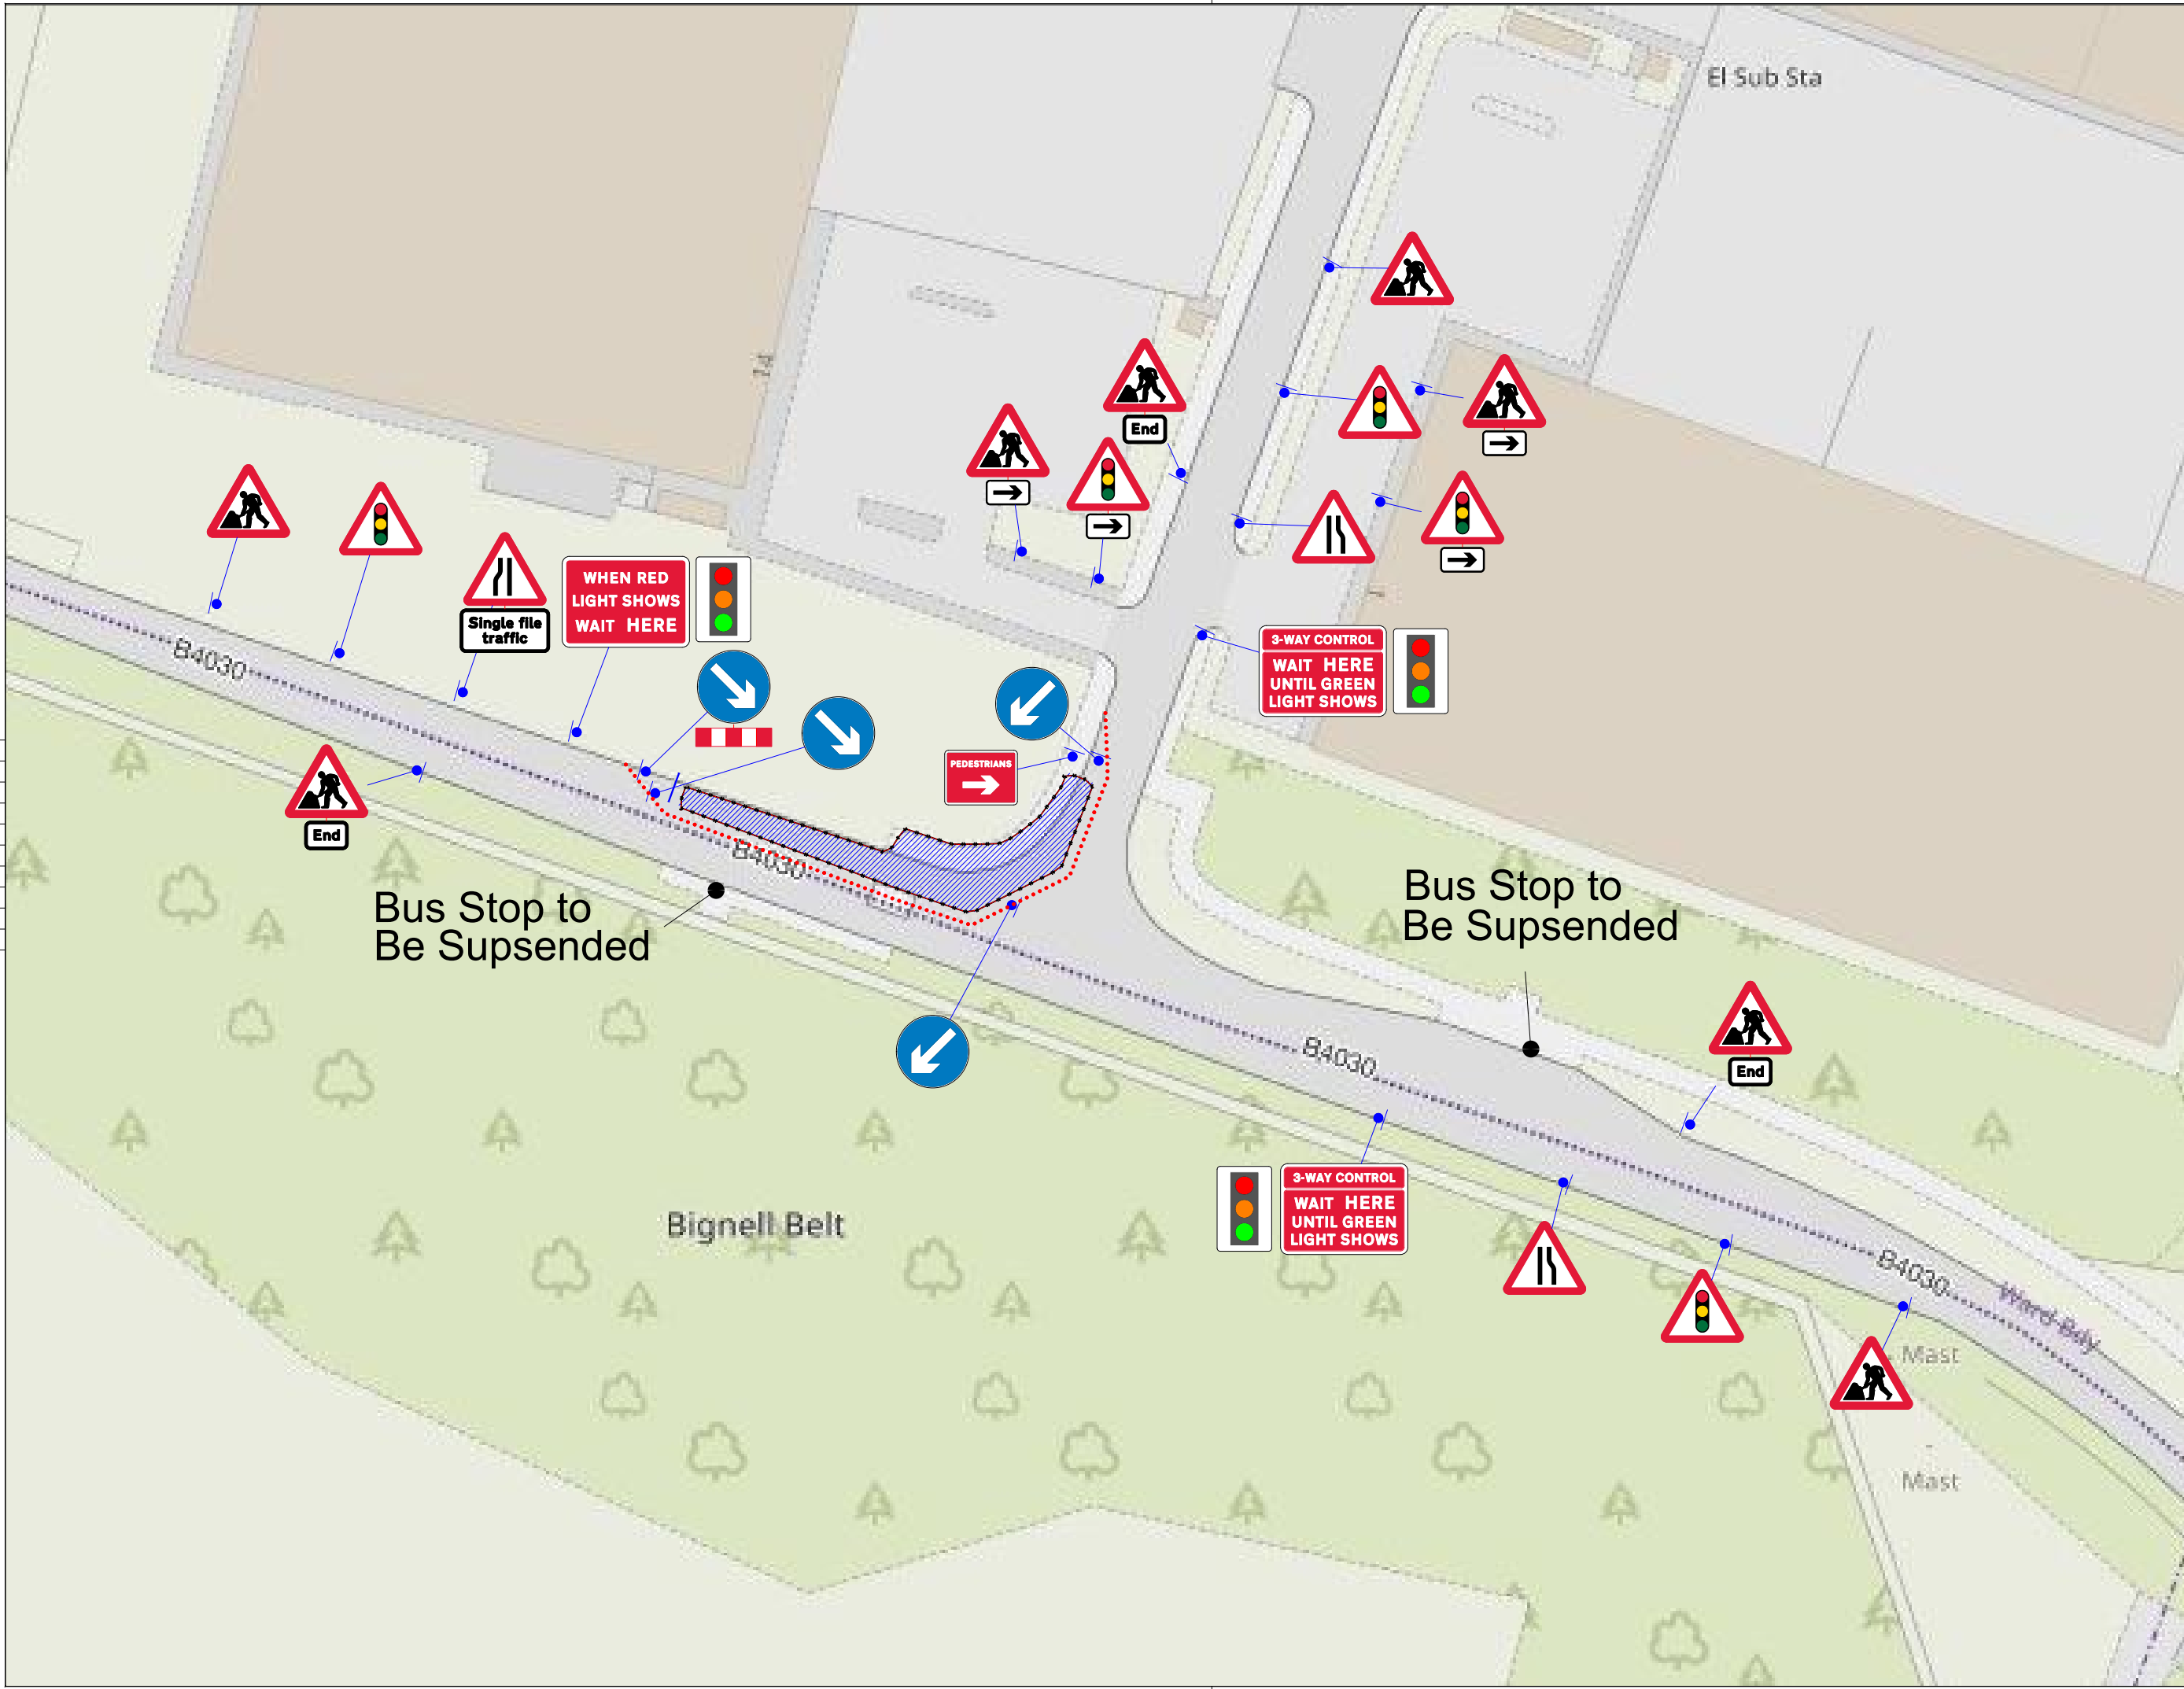 El Sub Sta
14
End
WHEN RED
LIGHT SHOWS
WAIT HERE
Single file
traffic
B4030
3-WAY CONTROL
WAIT HERE
UNTIL GREEN
LIGHT SHOWS
PEDESTRIANS
End
B4030
Bus Stop to
Be Supsended
Bus Stop to
Be Supsended
B4030
End
3-WAY CONTROL
WAIT HERE
UNTIL GREEN
LIGHT SHOWS
Bignell Belt
B4030
Ward Bdy
Mast
Mast